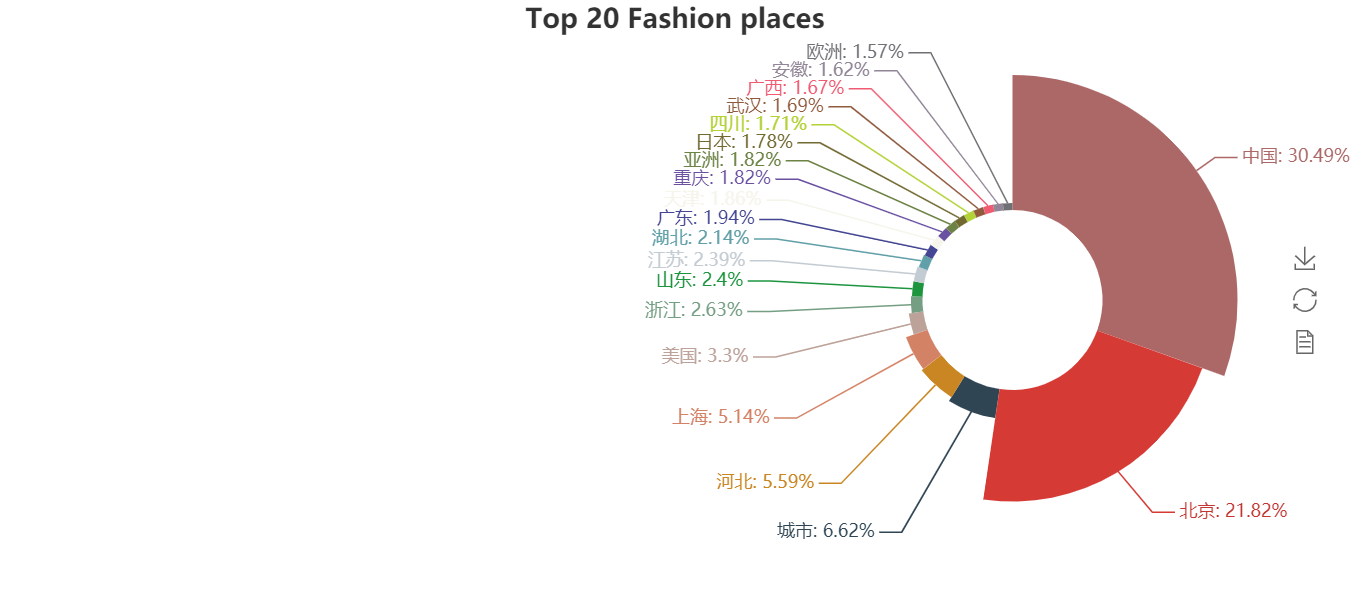 Top 20 Fashion places
欧洲: 1.57%
安徽: 1.62%
广西: 1.67%
武汉: 1.69%
四川: 1.71%
日本: 1.78%
亚洲: 1.82%
重庆: 1.82%
天津: 1.86%
广东: 1.94%
湖北: 2.14%
江苏: 2.39%
山东: 2.4%
浙江: 2.63%
美国: 3.3%
上海: 5.14%
河北: 5.59%
城市: 6.62%
中国: 30.49%
北京: 21.82%